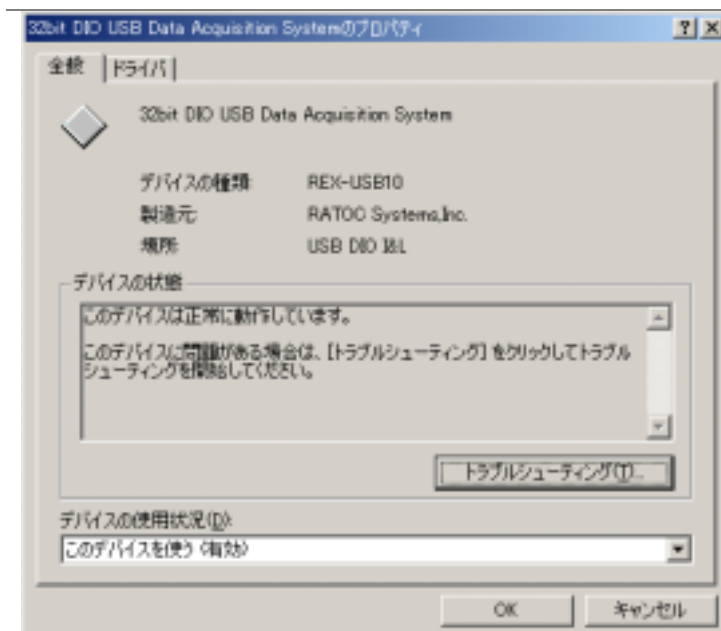 32bit DIO USB Data Acquisition Systemのプロパティ
全般 ドライバ
32bit DIO USB Data Acquisition System
デバイスの種類: REX-USB10
製造元: RATOC Systems,Inc.
場所: USB DIO I&L
デバイスの状態
このデバイスは正常に動作しています。
このデバイスに問題がある場合は、[トラブルシューティング] をクリックしてトラブル
シューティングを開始してください。
トラブルシューティング(T)...
デバイスの使用状況(D):
このデバイスを使う (有効)
OK キャンセル